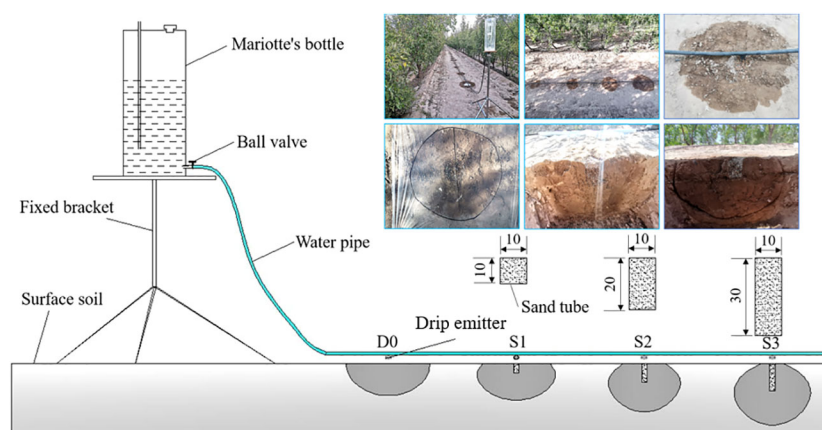 Mariotte's bottle
Ball valve
Fixed bracket
Water pipe
10
10
10
10
20
30
Sand tube
Surface soil
Drip emitter
D0
S1
S2
S3